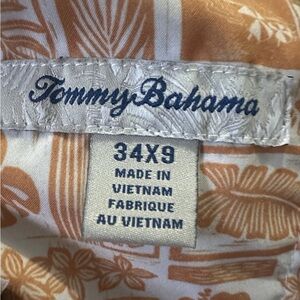 Tommy Bahama
34X9
MADE IN
VIETNAM
FABRIQUE
AU VIETNAM